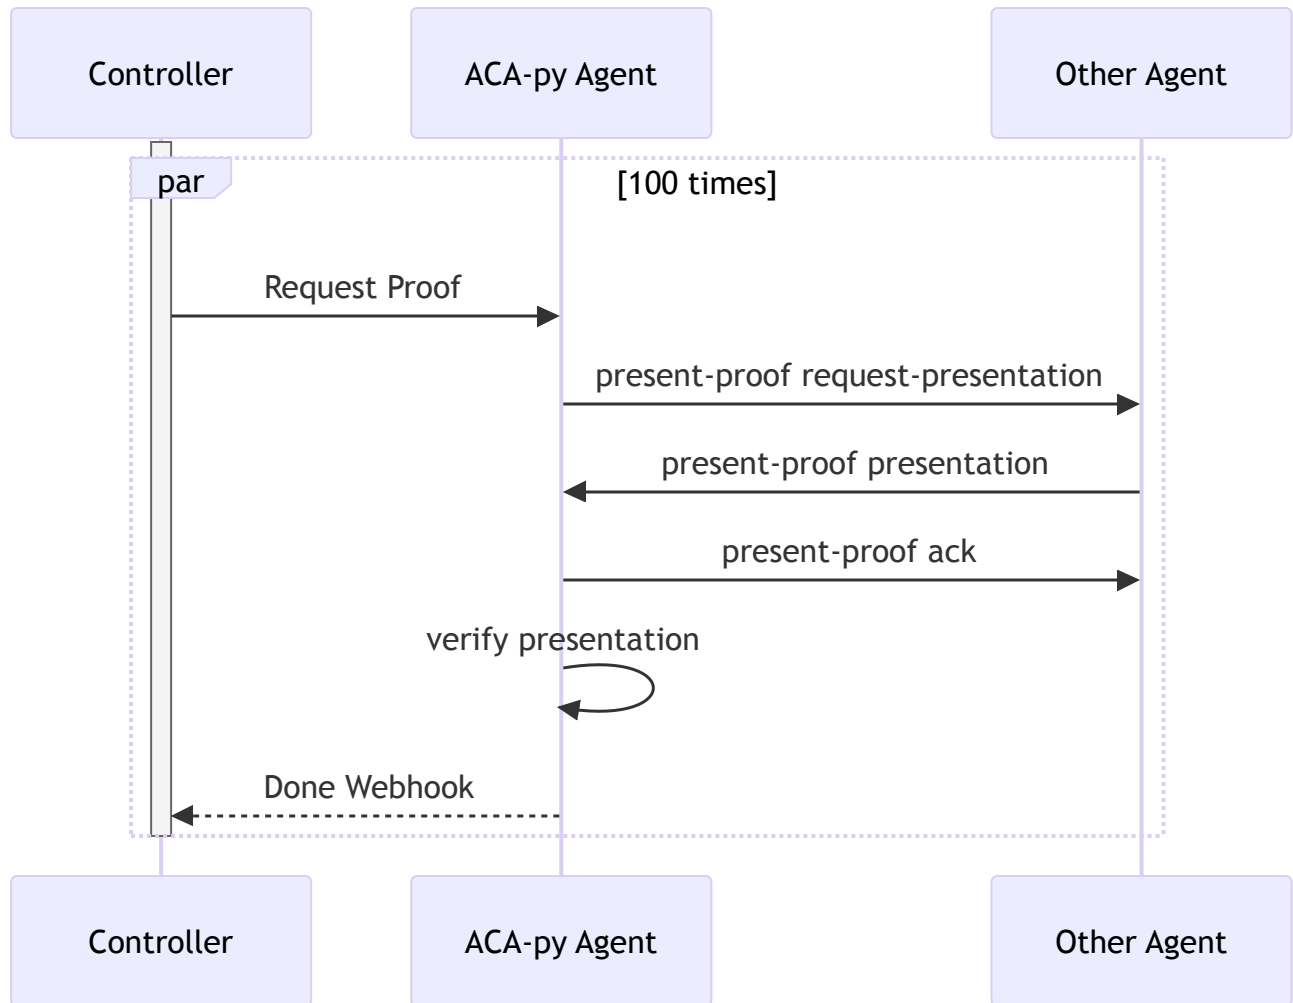 Controller
ACA-py Agent
Other Agent
par
[100 times]
Request Proof
present-proof request-presentation
present-proof presentation
present-proof ack
verify presentation
Done Webhook
Controller
ACA-py Agent
Other Agent